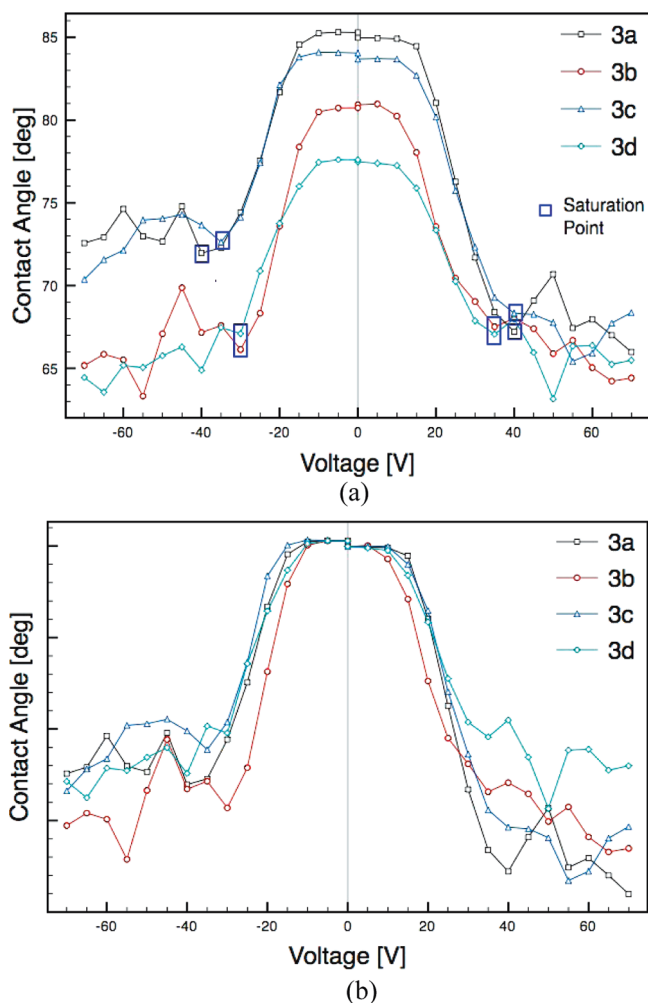 85
80
75
72
65
Contact Angle [deg]
3a
3b
3c
3d
Saturation
Point
-60
-40
-20
0
20
40
60
Voltage [V]
(a)
Contact Angle [deg]
3a
3b
3c
3d
-60
-40
-20
0
20
40
60
Voltage [V]
(b)